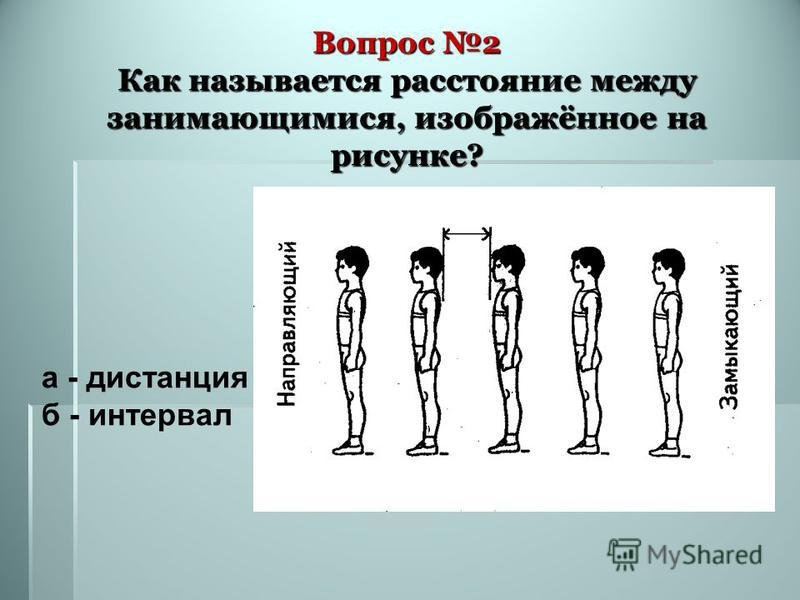 Вопрос №2
Как называется расстояние между
занимающимися, изображённое на
рисунке?
Направляющий
Замыкающий
а - дистанция
б - интервал
MyShared